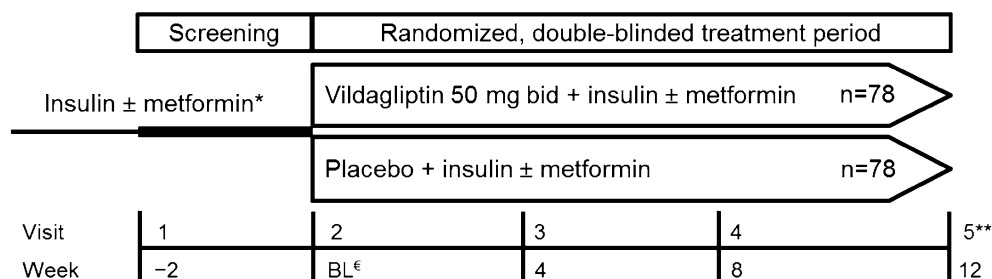 Screening Randomized, double-blinded treatment period
Vildagliptin 50 mg bid + insulin ± metformin n=78
Insulin ± metformin*
Placebo + insulin ± metformin n=78
Visit 1 2 3 4 5**
Week −2 BL€ 4 8 12